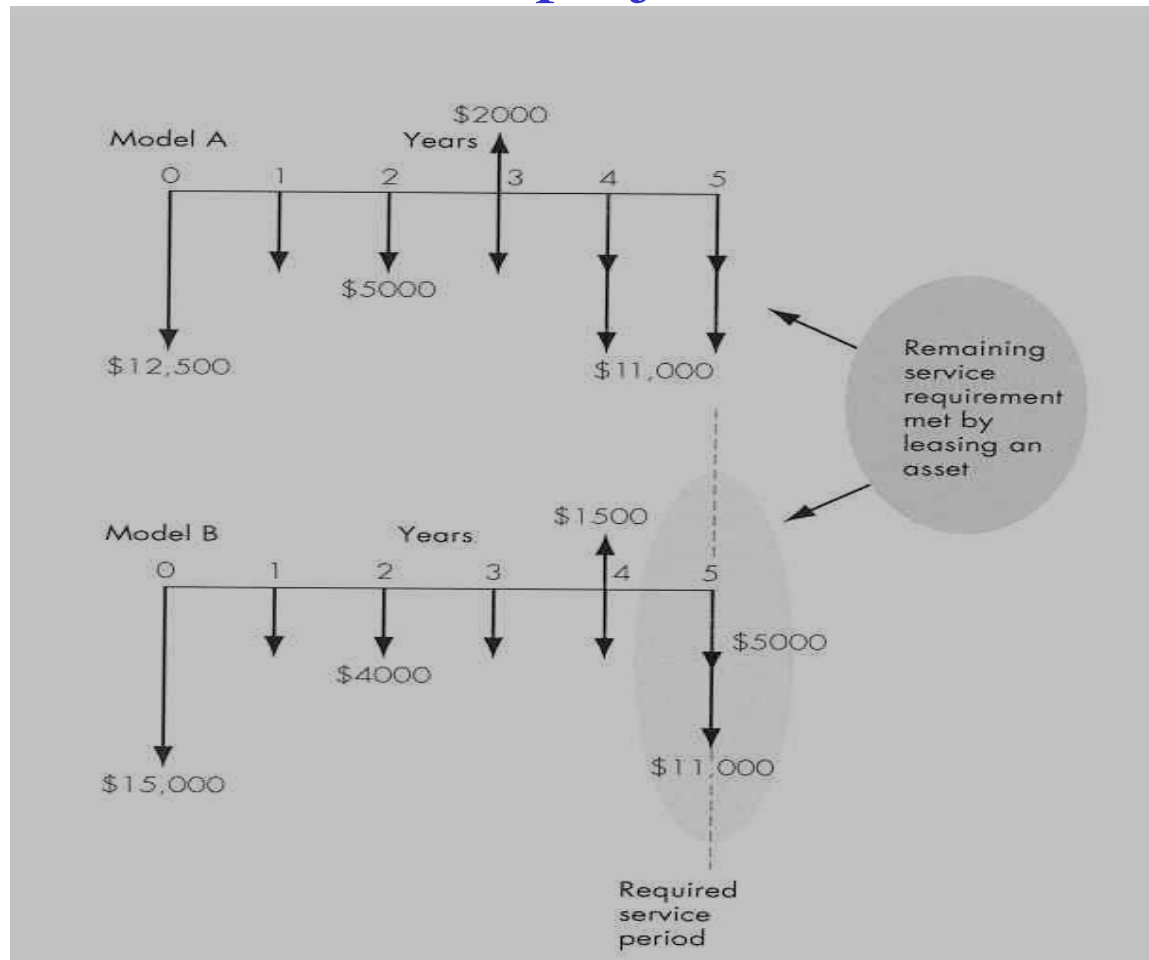 $2000
Model A Years
0 1 2 3 4 5
$5000
$12,500 $11,000
Remaining
service
requirement
met by
leasing an
asset
$1500
Model B Years
0 1 2 3 4 5
$5000
$4000
$11,000
$15,000
Required
service
period